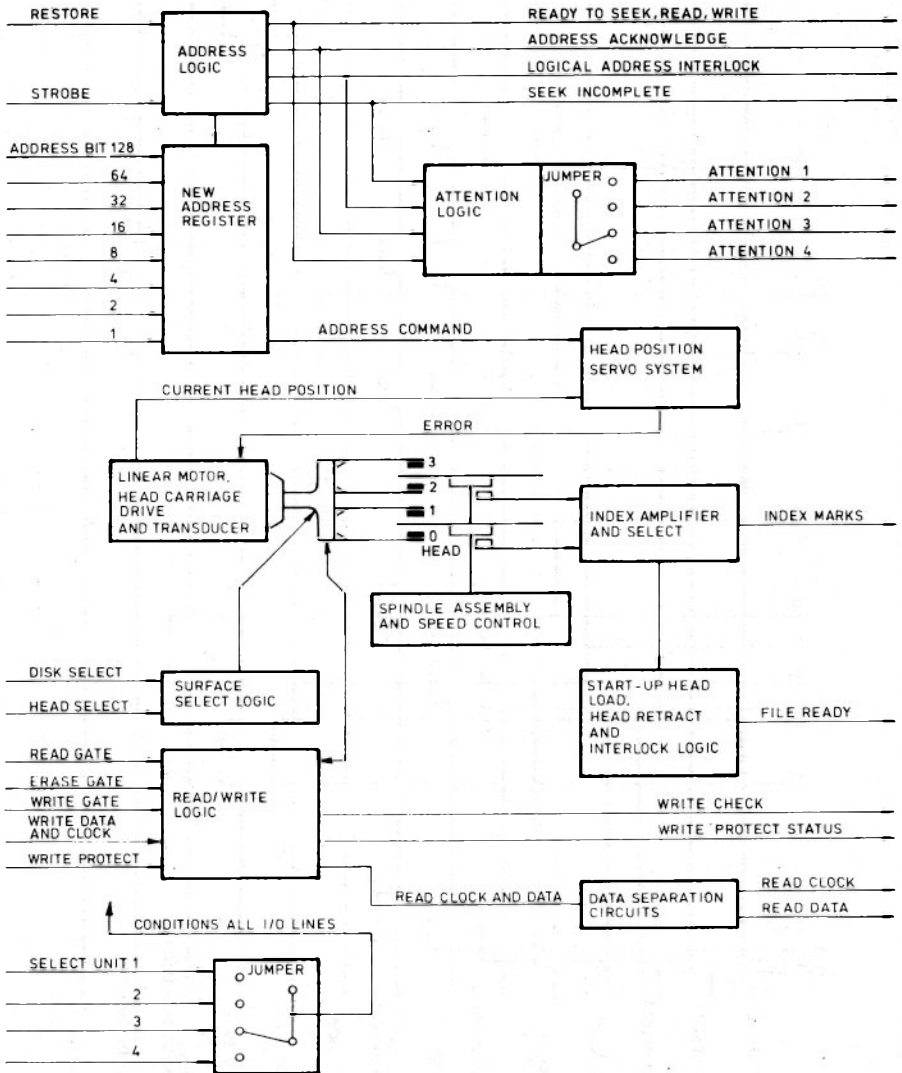 RESTORE
ADDRESS
LOGIC
STROBE
READY TO SEEK, READ, WRITE
ADDRESS ACKNOWLEDGE
LOGICAL ADDRESS INTERLOCK
SEEK INCOMPLETE
ADDRESS BIT 128
64
32
16
8
4
2
1
NEW
ADDRESS
REGISTER
ATTENTION
LOGIC
JUMPER
ATTENTION 1
ATTENTION 2
ATTENTION 3
ATTENTION 4
ADDRESS COMMAND
HEAD POSITION
SERVO SYSTEM
CURRENT HEAD POSITION
ERROR
LINEAR MOTOR,
HEAD CARRIAGE
DRIVE
AND TRANSDUCER
3
2
1
0
HEAD
INDEX AMPLIFIER
AND SELECT
INDEX MARKS
SPINDLE ASSEMBLY
AND SPEED CONTROL
DISK SELECT
HEAD SELECT
SURFACE
SELECT LOGIC
START-UP HEAD
LOAD,
HEAD RETRACT
AND
INTERLOCK LOGIC
FILE READY
READ GATE
ERASE GATE
WRITE GATE
WRITE DATA
AND CLOCK
WRITE PROTECT
READ/WRITE
LOGIC
WRITE CHECK
WRITE PROTECT STATUS
READ CLOCK AND DATA
DATA SEPARATION
CIRCUITS
READ CLOCK
READ DATA
CONDITIONS ALL I/O LINES
SELECT UNIT 1
2
3
4
JUMPER